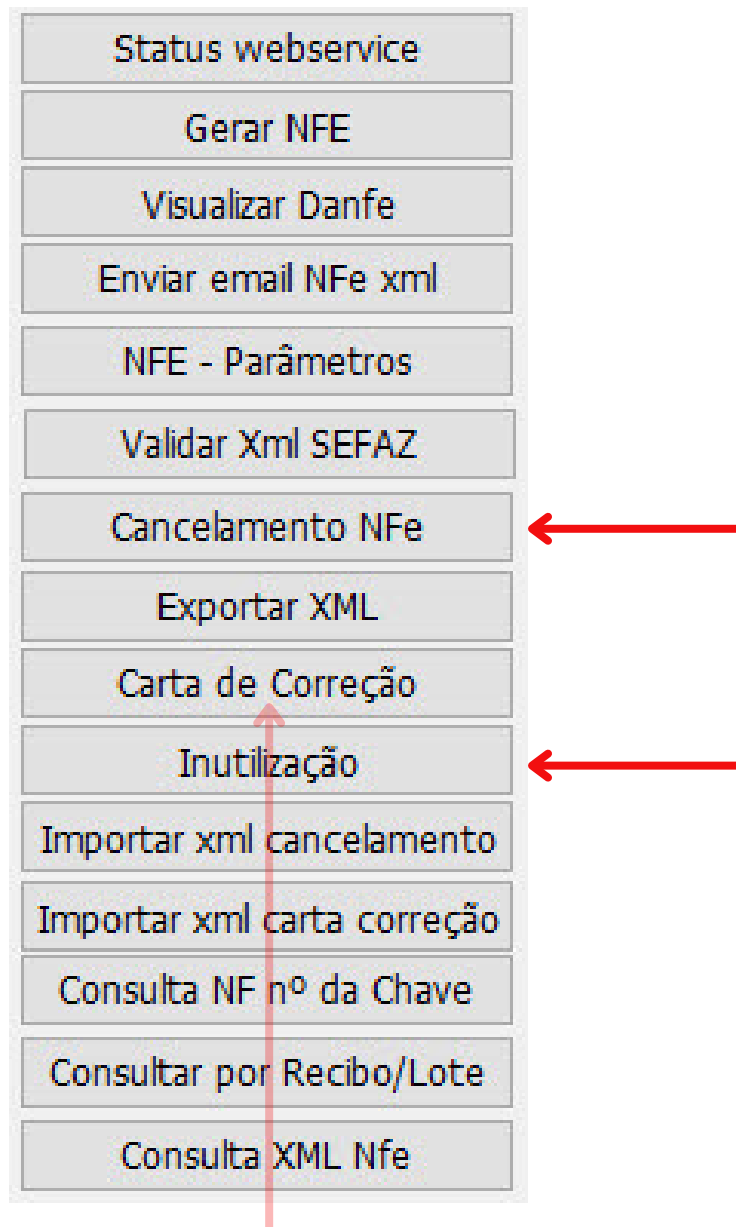 Status webservice
Gerar NFE
Visualizar Danfe
Enviar email NFe xml
NFE - Parâmetros
Validar Xml SEFAZ
Cancelamento NFe
Exportar XML
Carta de Correção
Inutilização
Importar xml cancelamento
Importar xml carta correção
Consulta NF nº da Chave
Consultar por Recibo/Lote
Consulta XML Nfe